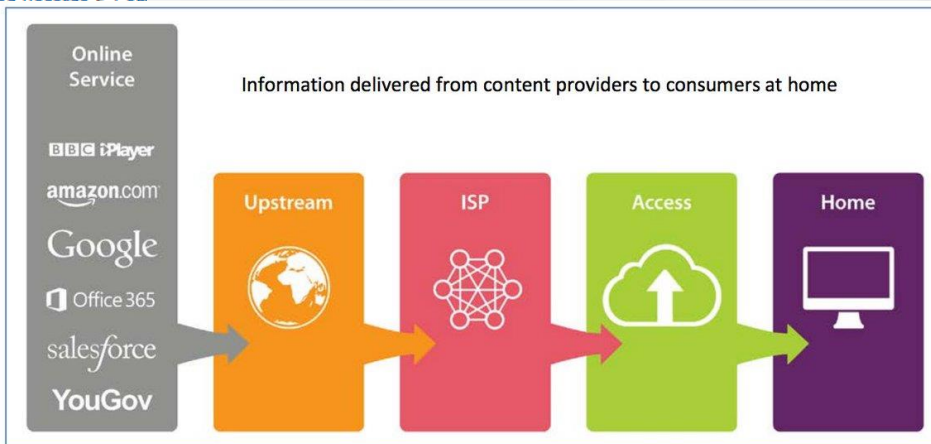 Online
Service
Information delivered from content providers to consumers at home
BBC iPlayer
amazon.com
Google
Office 365
salesforce
YouGov
Upstream
ISP
Access
Home